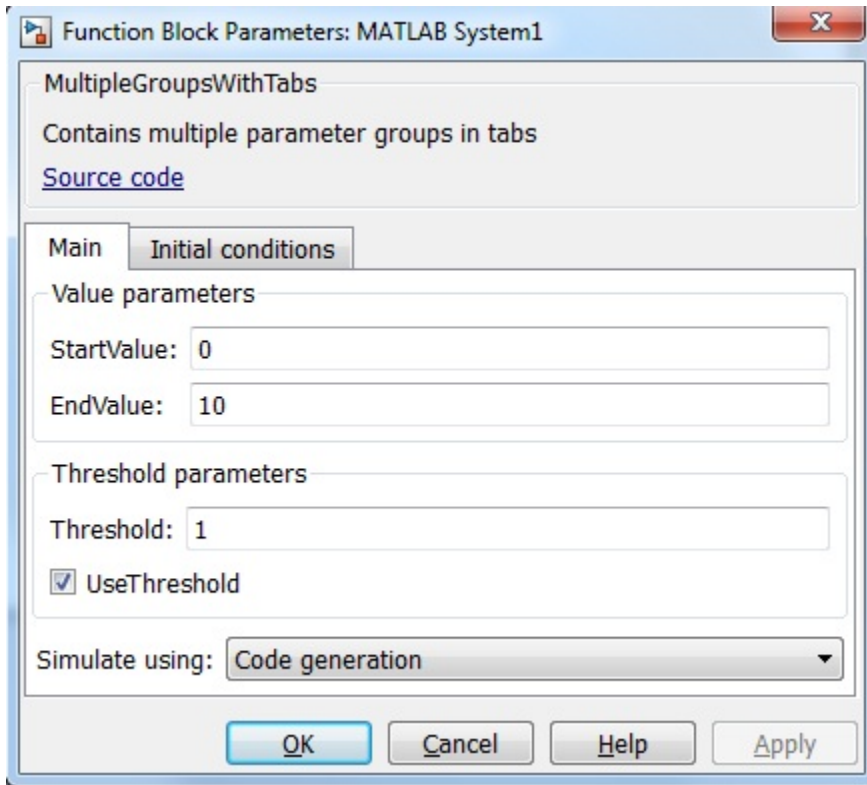 Function Block Parameters: MATLAB System1
MultipleGroupsWithTabs
Contains multiple parameter groups in tabs
Source code
Main Initial conditions
Value parameters
StartValue: 0
EndValue: 10
Threshold parameters
Threshold: 1
UseThreshold
Simulate using: Code generation
OK Cancel Help Apply